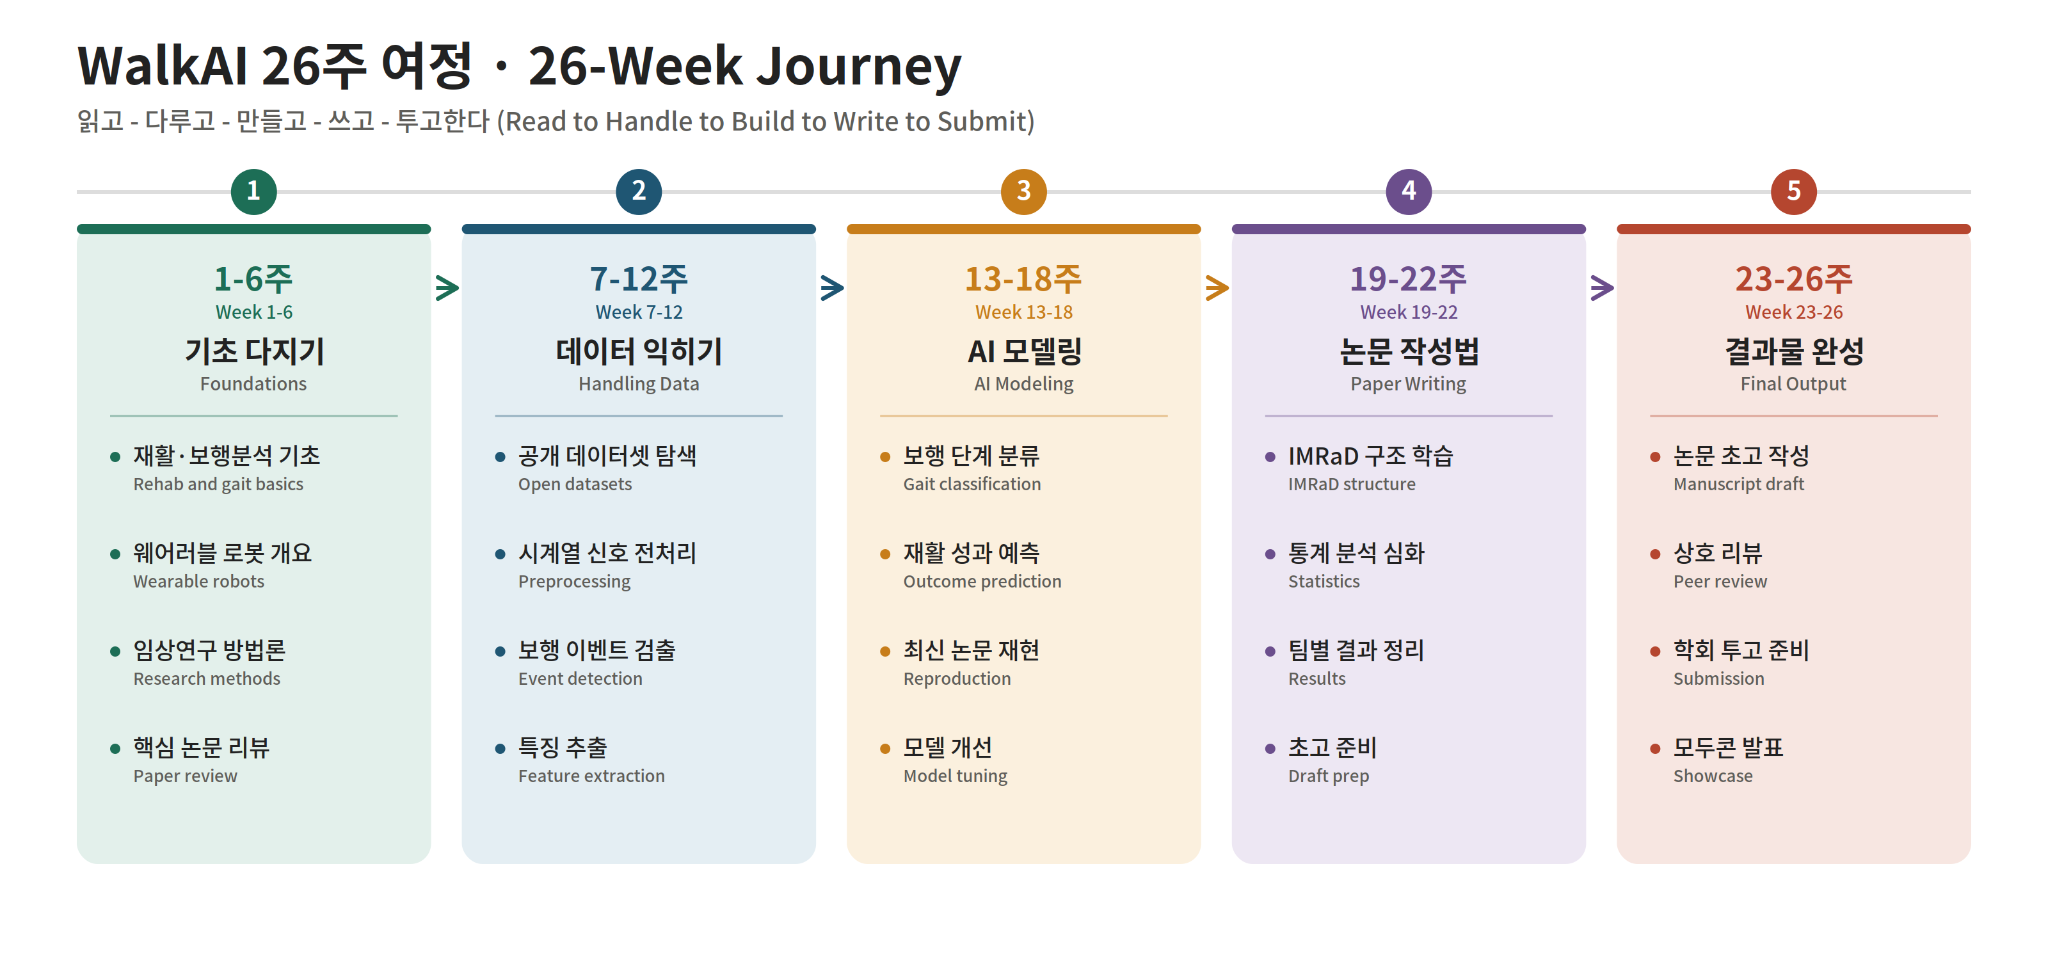 WalkAI 26주 여정 · 26-Week Journey
읽고 - 다루고 - 만들고 - 쓰고 - 투고한다 (Read to Handle to Build to Write to Submit)
1
1-6주
Week 1-6
기초 다지기
Foundations
재활·보행분석 기초
Rehab and gait basics
웨어러블 로봇 개요
Wearable robots
임상연구 방법론
Research methods
핵심 논문 리뷰
Paper review
2
7-12주
Week 7-12
데이터 익히기
Handling Data
공개 데이터셋 탐색
Open datasets
시계열 신호 전처리
Preprocessing
보행 이벤트 검출
Event detection
특징 추출
Feature extraction
3
13-18주
Week 13-18
AI 모델링
AI Modeling
보행 단계 분류
Gait classification
재활 성과 예측
Outcome prediction
최신 논문 재현
Reproduction
모델 개선
Model tuning
4
19-22주
Week 19-22
논문 작성법
Paper Writing
IMRaD 구조 학습
IMRaD structure
통계 분석 심화
Statistics
팀별 결과 정리
Results
초고 준비
Draft prep
5
23-26주
Week 23-26
결과물 완성
Final Output
논문 초고 작성
Manuscript draft
상호 리뷰
Peer review
학회 투고 준비
Submission
모두콘 발표
Showcase